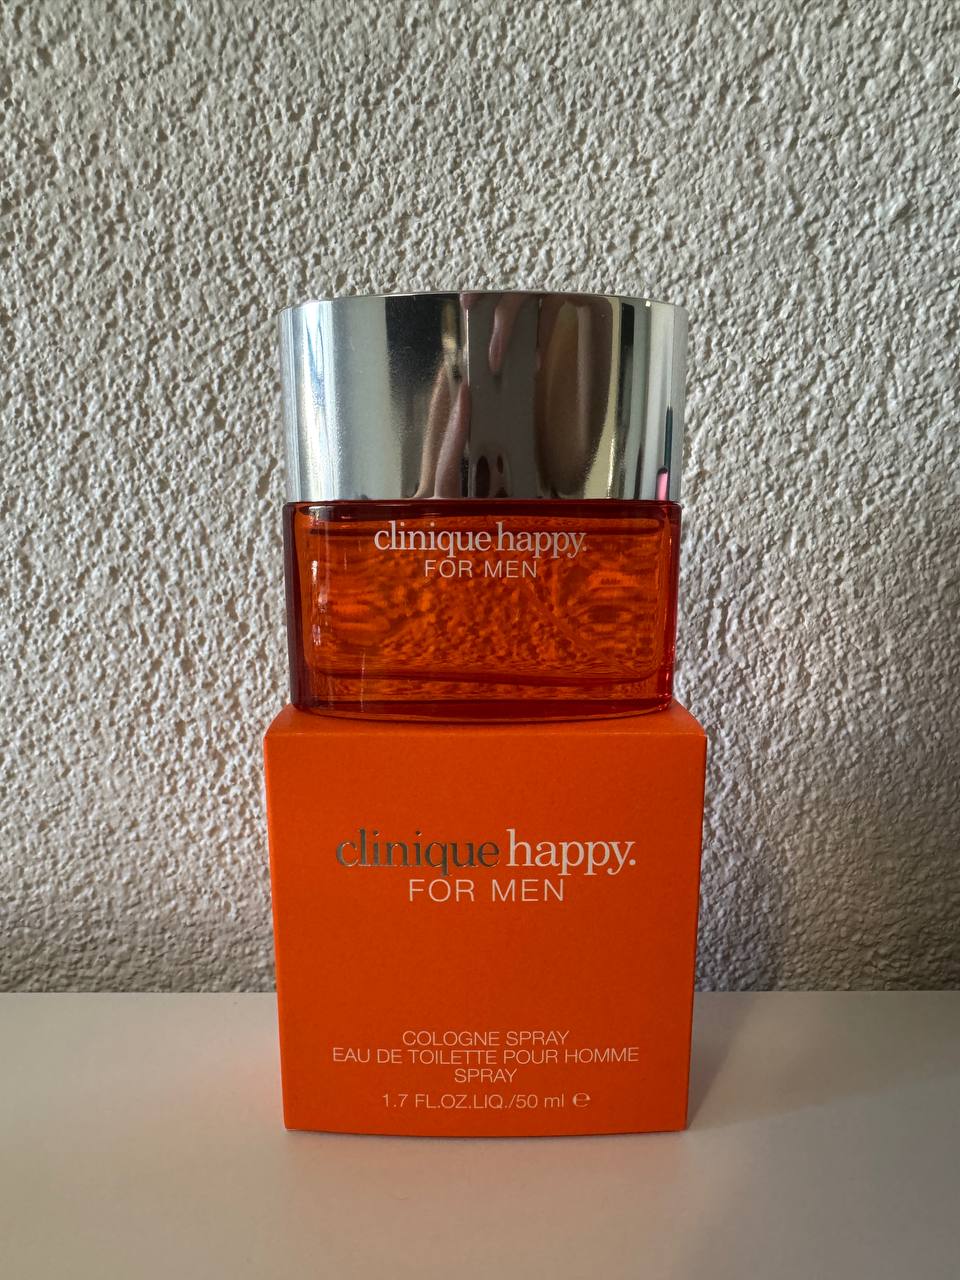 clinique happy.
FOR MEN
clinique happy.
FOR MEN
COLOGNE SPRAY
EAU DE TOILETTE POUR HOMME
SPRAY
1.7 FL.OZ.LIQ./50 ml ℮